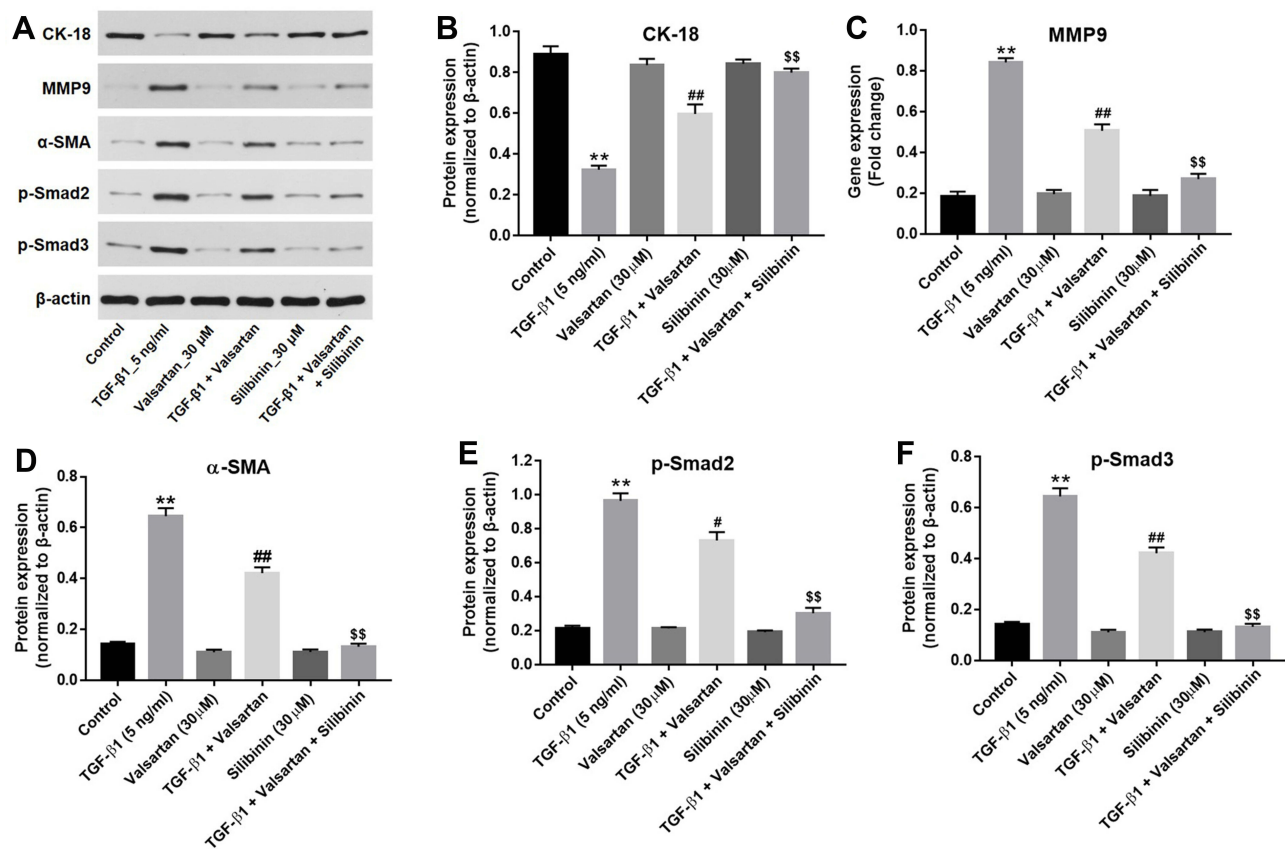 A
CK-18
MMP9
α-SMA
p-Smad2
p-Smad3
β-actin
Control
TGF-β1_5 ng/ml
Valsartan_30 μM
TGF-β1 + Valsartan
Silibinin_30 μM
TGF-β1 + Valsartan
+ Silibinin
B
CK-18
Protein expression
(normalized to β-actin)
1.0
0.8
0.6
0.4
0.2
0.0
**
##
$$
Control
TGF-β1 (5 ng/ml)
Valsartan (30μM)
TGF-β1 + Valsartan
Silibinin (30μM)
TGF-β1 + Valsartan + Silibinin
C
MMP9
Gene expression
(Fold change)
1.0
0.8
0.6
0.4
0.2
0.0
**
##
$$
Control
TGF-β1 (5 ng/ml)
Valsartan (30μM)
TGF-β1 + Valsartan
Silibinin (30μM)
TGF-β1 + Valsartan + Silibinin
D
α-SMA
Protein expression
(normalized to β-actin)
0.8
0.6
0.4
0.2
0.0
**
##
$$
Control
TGF-β1 (5 ng/ml)
Valsartan (30μM)
TGF-β1 + Valsartan
Silibinin (30μM)
TGF-β1 + Valsartan + Silibinin
E
p-Smad2
Protein expression
(normalized to β-actin)
1.2
1.0
0.8
0.6
0.4
0.2
0.0
**
#
$$
Control
TGF-β1 (5 ng/ml)
Valsartan (30μM)
TGF-β1 + Valsartan
Silibinin (30μM)
TGF-β1 + Valsartan + Silibinin
F
p-Smad3
Protein expression
(normalized to β-actin)
0.8
0.6
0.4
0.2
0.0
**
##
$$
Control
TGF-β1 (5 ng/ml)
Valsartan (30μM)
TGF-β1 + Valsartan
Silibinin (30μM)
TGF-β1 + Valsartan + Silibinin